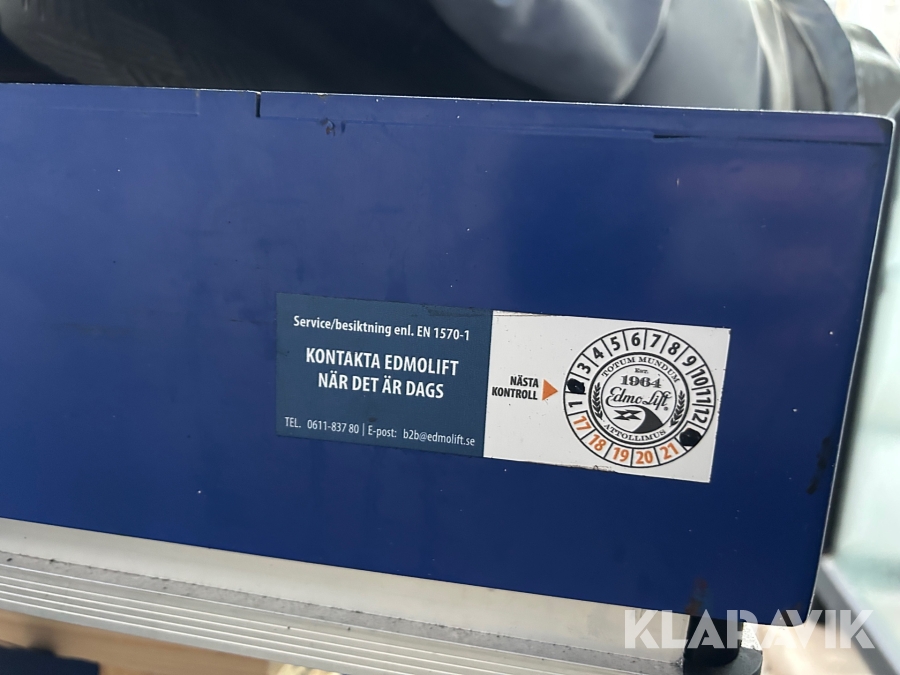 Service/besiktning enl. EN 1570-1
KONTAKTA EDMOLIFT
NÄR DET ÄR DAGS
TEL. 0611-837 80 | E-post: b2b@edmolift.se
NÄSTA
KONTROLL
1 3 4 5 6 7 8 9 10 11 12
17 18 19 20 21
TOTUM MUNDUM
Est.
1964
EdmoLift®
ATTOLLIMUS
KLARAVIK